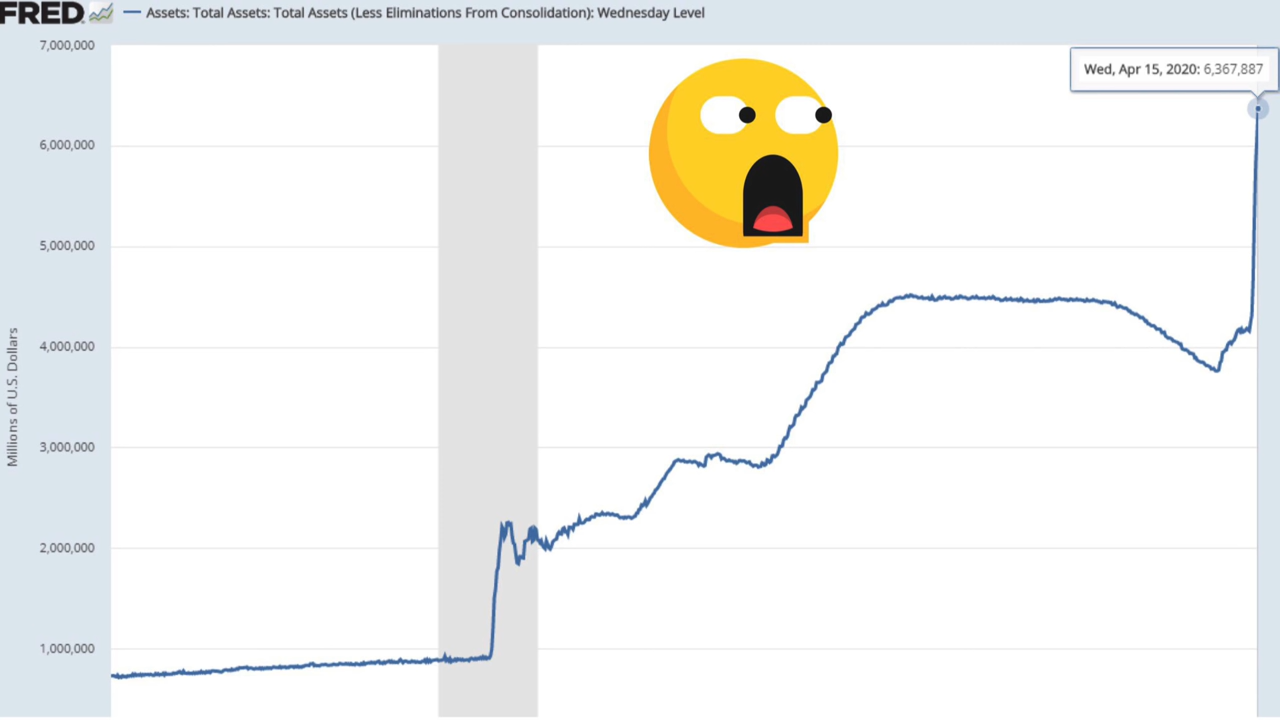 FRED
Assets: Total Assets: Total Assets (Less Eliminations From Consolidation): Wednesday Level
7,000,000
Wed, Apr 15, 2020: 6,367,887
6,000,000
5,000,000
4,000,000
3,000,000
2,000,000
1,000,000
Millions of U.S. Dollars